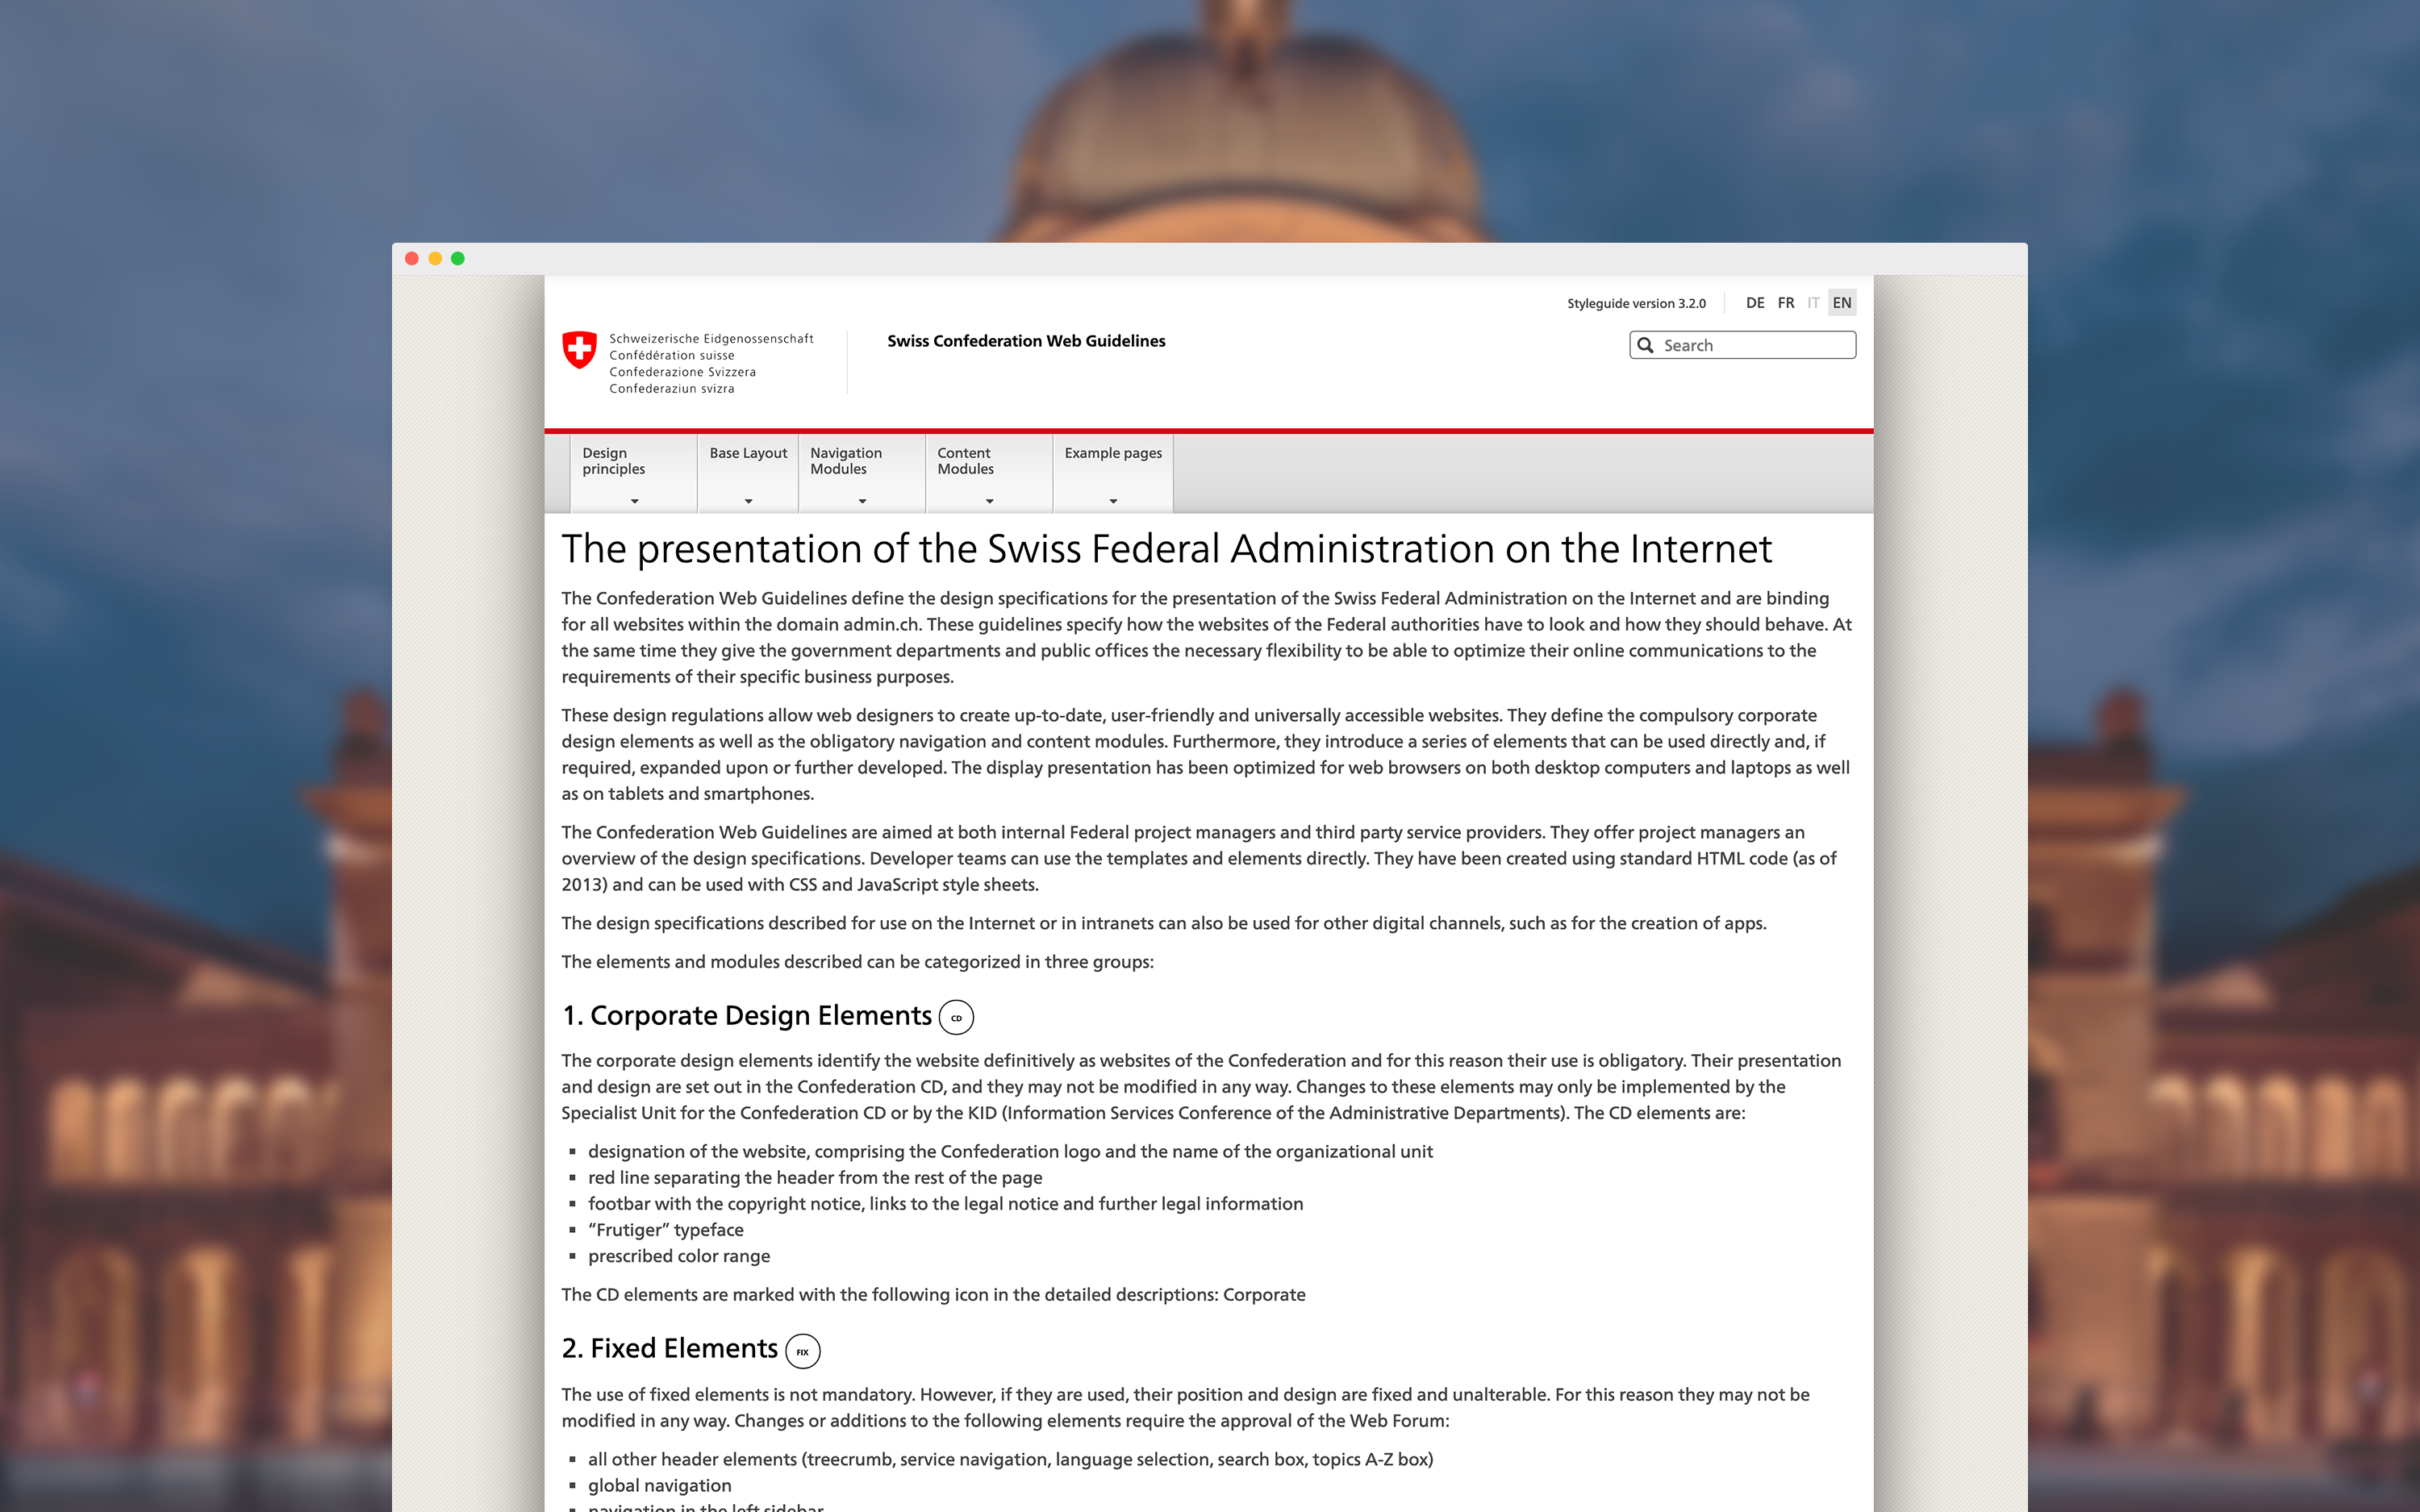 Styleguide version 3.2.0
DE FR IT EN
Schweizerische Eidgenossenschaft
Confédération suisse
Confederazione Svizzera
Confederaziun svizra
Swiss Confederation Web Guidelines
Search
Design
principles
Base Layout
Navigation
Modules
Content
Modules
Example pages
The presentation of the Swiss Federal Administration on the Internet
The Confederation Web Guidelines define the design specifications for the presentation of the Swiss Federal Administration on the Internet and are binding
for all websites within the domain admin.ch. These guidelines specify how the websites of the Federal authorities have to look and how they should behave. At
the same time they give the government departments and public offices the necessary flexibility to be able to optimize their online communications to the
requirements of their specific business purposes.
These design regulations allow web designers to create up-to-date, user-friendly and universally accessible websites. They define the compulsory corporate
design elements as well as the obligatory navigation and content modules. Furthermore, they introduce a series of elements that can be used directly and, if
required, expanded upon or further developed. The display presentation has been optimized for web browsers on both desktop computers and laptops as well
as on tablets and smartphones.
The Confederation Web Guidelines are aimed at both internal Federal project managers and third party service providers. They offer project managers an
overview of the design specifications. Developer teams can use the templates and elements directly. They have been created using standard HTML code (as of
2013) and can be used with CSS and JavaScript style sheets.
The design specifications described for use on the Internet or in intranets can also be used for other digital channels, such as for the creation of apps.
The elements and modules described can be categorized in three groups:
1. Corporate Design Elements CD
The corporate design elements identify the website definitively as websites of the Confederation and for this reason their use is obligatory. Their presentation
and design are set out in the Confederation CD, and they may not be modified in any way. Changes to these elements may only be implemented by the
Specialist Unit for the Confederation CD or by the KID (Information Services Conference of the Administrative Departments). The CD elements are:
▪ designation of the website, comprising the Confederation logo and the name of the organizational unit
▪ red line separating the header from the rest of the page
▪ footbar with the copyright notice, links to the legal notice and further legal information
▪ “Frutiger” typeface
▪ prescribed color range
The CD elements are marked with the following icon in the detailed descriptions: Corporate
2. Fixed Elements FIX
The use of fixed elements is not mandatory. However, if they are used, their position and design are fixed and unalterable. For this reason they may not be
modified in any way. Changes or additions to the following elements require the approval of the Web Forum:
▪ all other header elements (treecrumb, service navigation, language selection, search box, topics A-Z box)
▪ global navigation
▪ navigation in the left sidebar